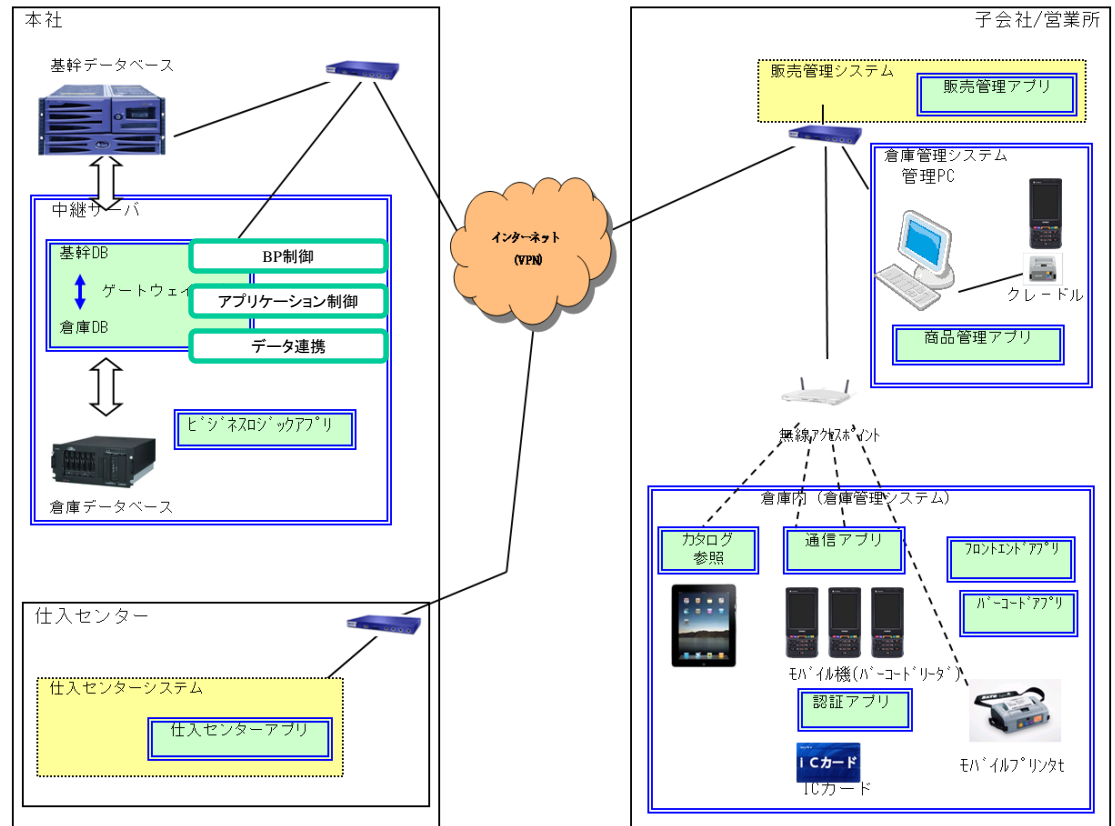 本社
基幹データベース
中継サーバ
基幹DB
ゲートウェイ
倉庫DB
BP制御
アプリケーション制御
データ連携
ビジネスロジックアプリ
倉庫データベース
仕入センター
仕入センターシステム
仕入センターアプリ
インターネット
(VPN)
子会社/営業所
販売管理システム
販売管理アプリ
倉庫管理システム
管理PC
クレードル
商品管理アプリ
無線アクセスポイント
倉庫内（倉庫管理システム）
カタログ
参照
通信アプリ
フロントエンドアプリ
バーコードアプリ
モバイル機(バーコードリーダ)
認証アプリ
ICカード
ICカード
モバイルプリンタt